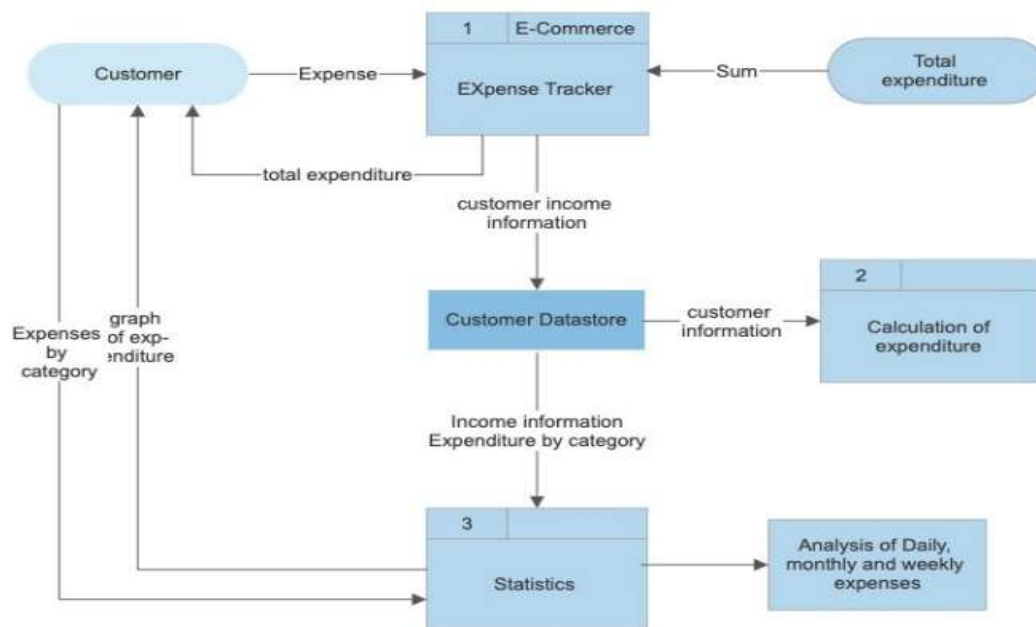 1 E-Commerce
Customer
Expense
EXpense Tracker
Sum
Total
expenditure
total expenditure
customer income
information
2
Customer Datastore
customer
information
Calculation of
expenditure
Expenses
by
category
graph
of exp-
enditure
Income information
Expenditure by category
3
Statistics
Analysis of Daily,
monthly and weekly
expenses